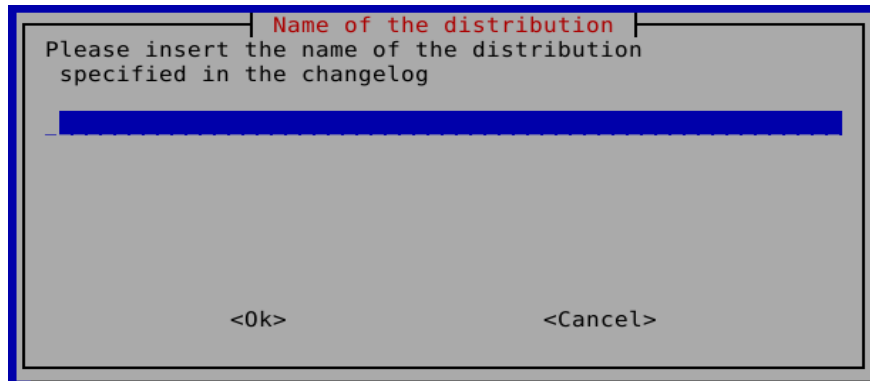 Name of the distribution
Please insert the name of the distribution
specified in the changelog
<Ok> <Cancel>